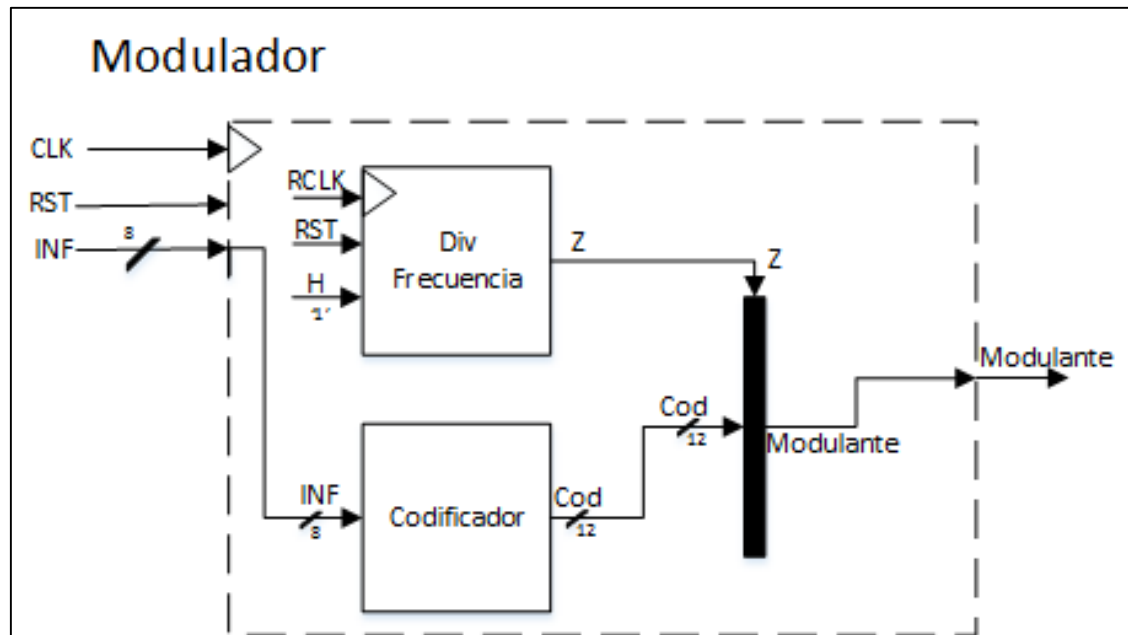 Modulador
CLK
RST
INF
8
RCLK
RST
H
'1'
Div
Frecuencia
Z
Z
Modulante
Cod
12
Modulante
INF
8
Codificador
Cod
12